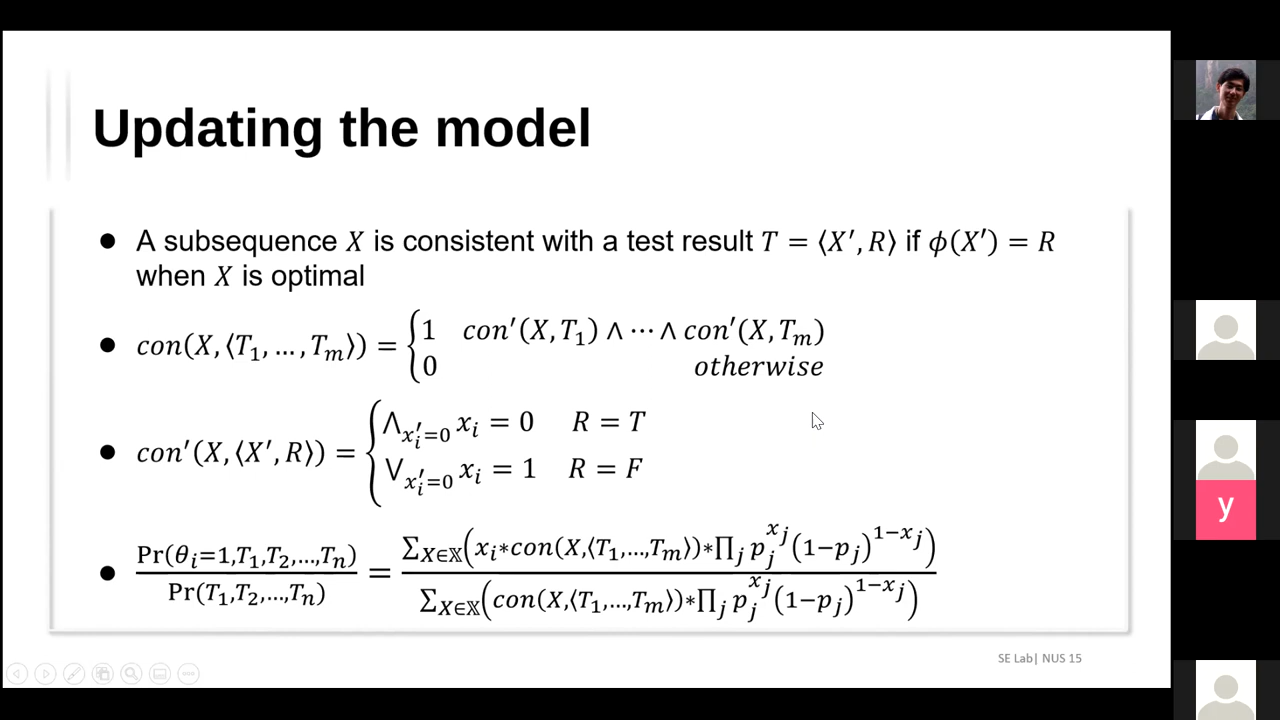 Updating the model
● A subsequence 𝑋 is consistent with a test result 𝑇 = ⟨𝑋′, 𝑅⟩ if 𝜙(𝑋′) = 𝑅
when 𝑋 is optimal
● 𝑐𝑜𝑛(𝑋, ⟨𝑇₁, … , 𝑇ₘ⟩) = { 1 𝑐𝑜𝑛′(𝑋, 𝑇₁) ∧ ⋯ ∧ 𝑐𝑜𝑛′(𝑋, 𝑇ₘ)
0 𝑜𝑡ℎ𝑒𝑟𝑤𝑖𝑠𝑒
● 𝑐𝑜𝑛′(𝑋, ⟨𝑋′, 𝑅⟩) = { ⋀_{𝑥ᵢ′=0} 𝑥ᵢ = 0 𝑅 = 𝑇
⋁_{𝑥ᵢ′=0} 𝑥ᵢ = 1 𝑅 = 𝐹
● Pr(𝜃ᵢ=1,𝑇₁,𝑇₂,…,𝑇ₙ) / Pr(𝑇₁,𝑇₂,…,𝑇ₙ) = ∑_{𝑋∈𝕏}(𝑥ᵢ∗𝑐𝑜𝑛(𝑋,⟨𝑇₁,…,𝑇ₘ⟩)∗∏ⱼ 𝑝ⱼ^{𝑥ⱼ}(1−𝑝ⱼ)^{1−𝑥ⱼ}) / ∑_{𝑋∈𝕏}(𝑐𝑜𝑛(𝑋,⟨𝑇₁,…,𝑇ₘ⟩)∗∏ⱼ 𝑝ⱼ^{𝑥ⱼ}(1−𝑝ⱼ)^{1−𝑥ⱼ})
SE Lab| NUS 15
y